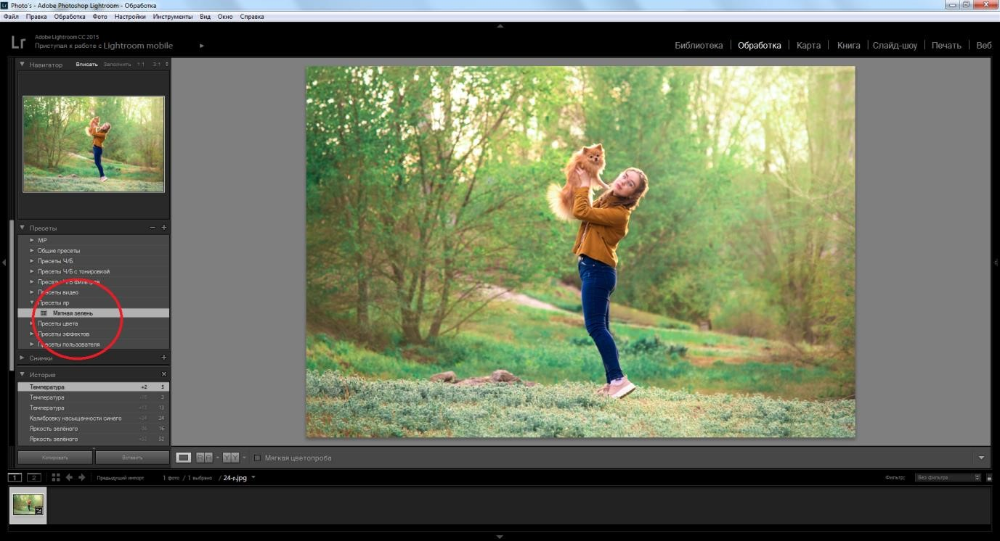 Photo's - Adobe Photoshop Lightroom - Обработка
Файл Правка Обработка Фото Настройки Инструменты Вид Окно Справка
Lr
Adobe Lightroom CC 2015
Приступая к работе с Lightroom mobile
Библиотека | Обработка | Карта | Книга | Слайд-шоу | Печать | Веб
Навигатор Вписать Заполнить 1:1 3:1
Пресеты
МР
Общие пресеты
Пресеты Ч/Б
Пресеты Ч/Б с тонировкой
Пресеты Ч/Б фильтров
Пресеты видео
Пресеты лр
Мятная зелень
Пресеты цвета
Пресеты эффектов
Пресеты пользователя
Снимки
История
Температура +2 5
Температура -10 3
Температура +13 13
Калибровку насыщенности синего +34 34
Яркость зелёного -36 16
Яркость зелёного +52 52
Копировать Вставить
R A Y Y Мягкая цветопроба
1 2 Предыдущий импорт 1 фото / 1 выбрано / 24-р.jpg
Фильтр: Без фильтра